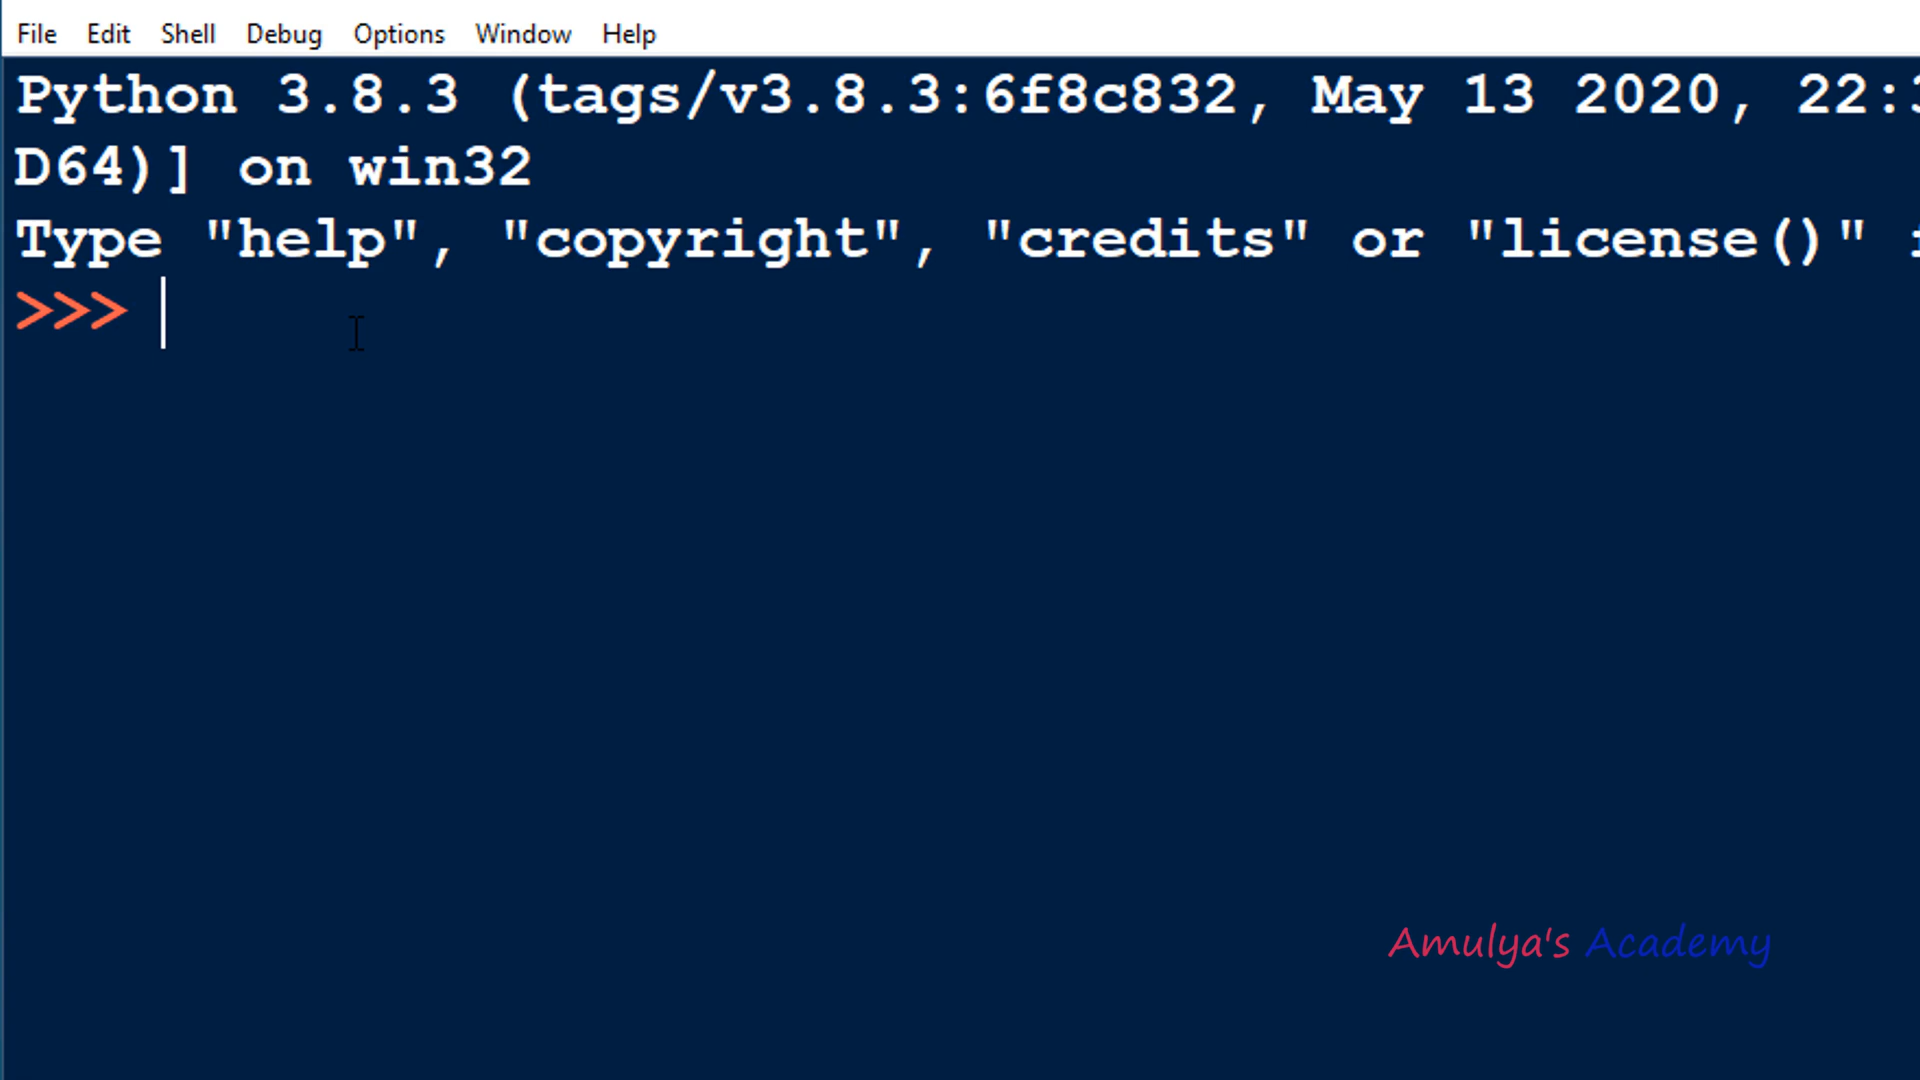 File Edit Shell Debug Options Window Help
Python 3.8.3 (tags/v3.8.3:6f8c832, May 13 2020, 22:3
D64)] on win32
Type "help", "copyright", "credits" or "license()"
>>>
Amulya's Academy